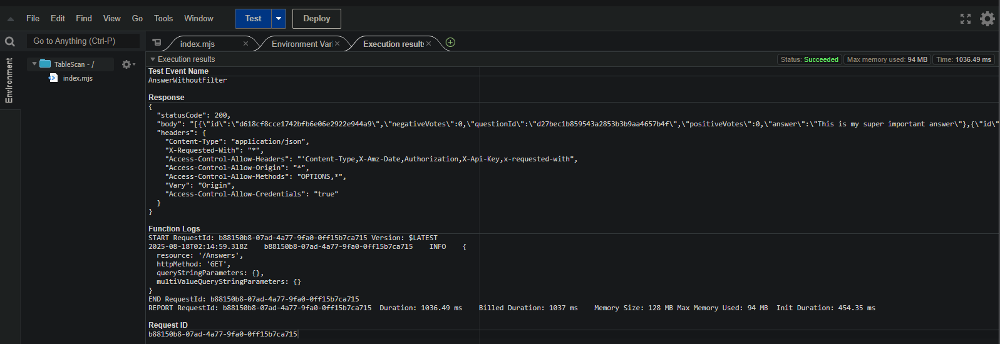 File Edit Find View Go Tools Window Test Deploy
Go to Anything (Ctrl-P) index.mjs Environment Vari Execution results
Environment
TableScan - /
index.mjs
Execution results Status: Succeeded Max memory used: 94 MB Time: 1036.49 ms
Test Event Name
AnswerWithoutFilter
Response
{
"statusCode": 200,
"body": "[{\"id\":\"d618cf8cce1742bfb6e06e2922e944a9\",\"negativeVotes\":0,\"questionId\":\"d27bec1b859543a2853b3b9aa4657b4f\",\"positiveVotes\":0,\"answer\":\"This is my super important answer\"},{\"id\"
"headers": {
"Content-Type": "application/json",
"X-Requested-With": "*",
"Access-Control-Allow-Headers": "'Content-Type,X-Amz-Date,Authorization,X-Api-Key,x-requested-with",
"Access-Control-Allow-Origin": "*",
"Access-Control-Allow-Methods": "OPTIONS,*",
"Vary": "Origin",
"Access-Control-Allow-Credentials": "true"
}
}
Function Logs
START RequestId: b88150b8-07ad-4a77-9fa0-0ff15b7ca715 Version: $LATEST
2025-08-18T02:14:59.318Z b88150b8-07ad-4a77-9fa0-0ff15b7ca715 INFO {
resource: '/Answers',
httpMethod: 'GET',
queryStringParameters: {},
multiValueQueryStringParameters: {}
}
END RequestId: b88150b8-07ad-4a77-9fa0-0ff15b7ca715
REPORT RequestId: b88150b8-07ad-4a77-9fa0-0ff15b7ca715 Duration: 1036.49 ms Billed Duration: 1037 ms Memory Size: 128 MB Max Memory Used: 94 MB Init Duration: 454.35 ms
Request ID
b88150b8-07ad-4a77-9fa0-0ff15b7ca715